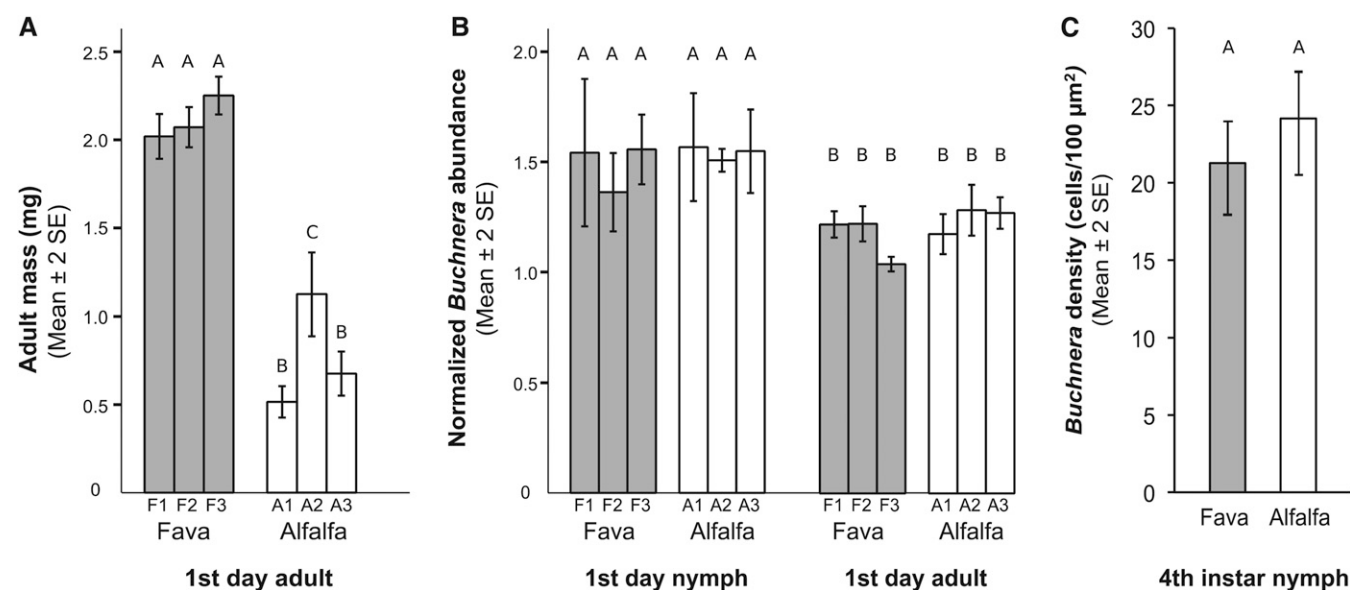 A
Adult mass (mg)
(Mean ± 2 SE)
2.5
2.0
1.5
1.0
0.5
0
A A A
B C B
F1 F2 F3 A1 A2 A3
Fava Alfalfa
1st day adult
B
Normalized Buchnera abundance
(Mean ± 2 SE)
2.0
1.5
1.0
0.5
0
A A A A A A
B B B B B B
F1 F2 F3 A1 A2 A3 F1 F2 F3 A1 A2 A3
Fava Alfalfa Fava Alfalfa
1st day nymph 1st day adult
C
Buchnera density (cells/100 µm²)
(Mean ± 2 SE)
30
25
20
15
10
5
0
A A
Fava Alfalfa
4th instar nymph